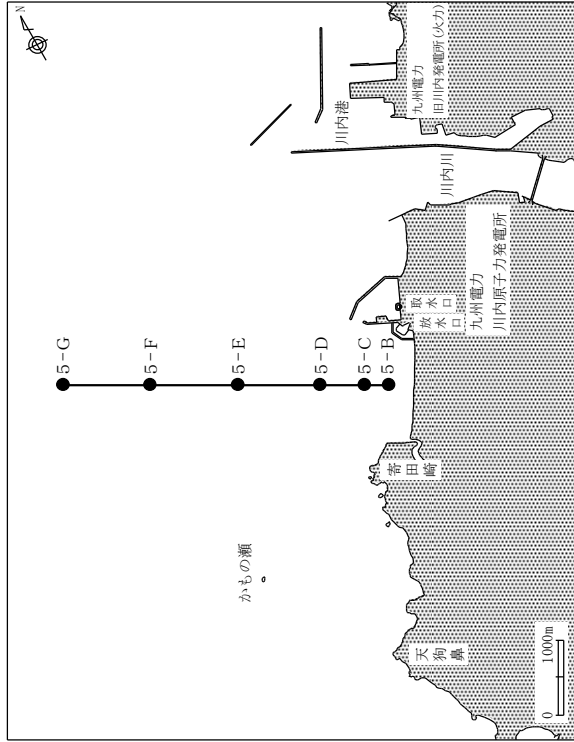 N
九州電力
旧川内発電所(火力)
川内港
川内川
九州電力
川内原子力発電所
取水口
放水口
5-G
5-F
5-E
5-D
5-C
5-B
寄田崎
かもの瀬
天狗鼻
0 1000m